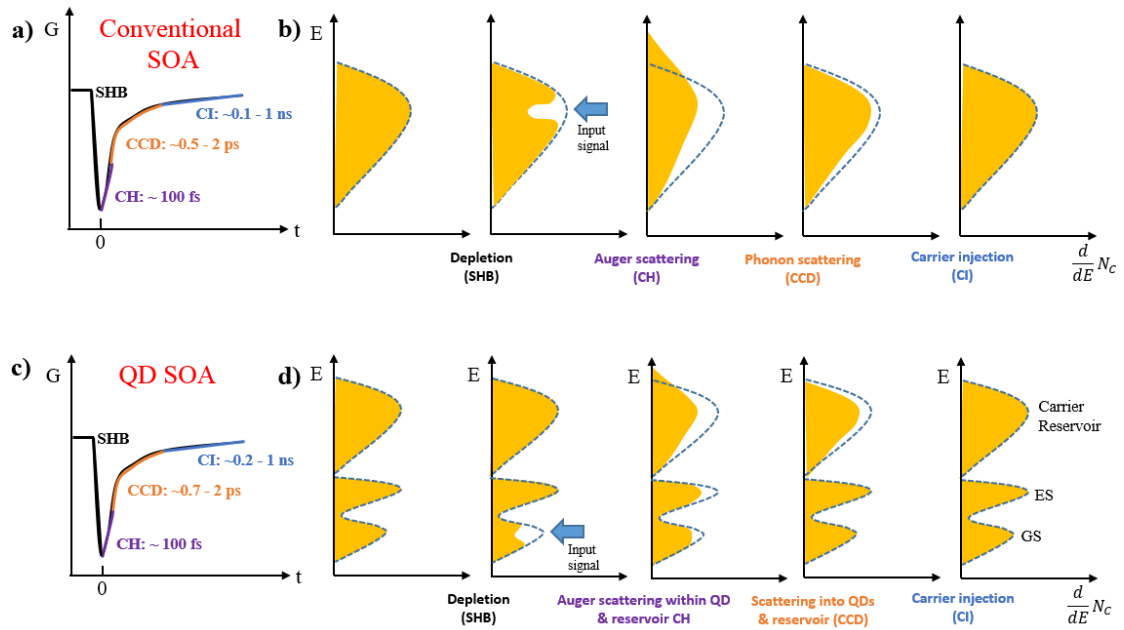 a)
G
Conventional
SOA
SHB
CI: ~0.1 - 1 ns
CCD: ~0.5 - 2 ps
CH: ~ 100 fs
0
t
b)
E
Input
signal
Depletion
(SHB)
Auger scattering
(CH)
Phonon scattering
(CCD)
Carrier injection
(CI)
d/dE N_C
c)
G
QD SOA
SHB
CI: ~0.2 - 1 ns
CCD: ~0.7 - 2 ps
CH: ~ 100 fs
0
t
d)
E
E
E
E
E
Carrier
Reservoir
ES
GS
Input
signal
Depletion
(SHB)
Auger scattering within QD
& reservoir CH
Scattering into QDs
& reservoir (CCD)
Carrier injection
(CI)
d/dE N_C